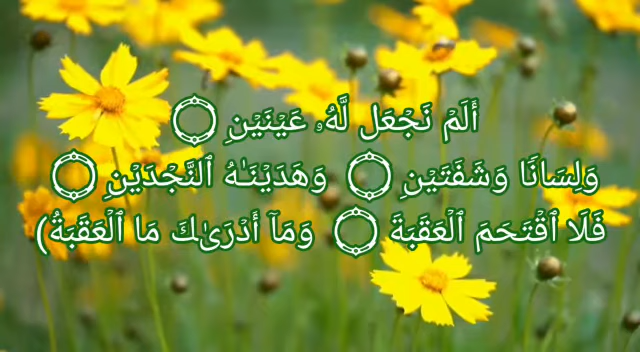 أَلَمۡ نَجۡعَل لَّهُۥ عَيۡنَيۡنِ ۝
وَلِسَانٗا وَشَفَتَيۡنِ ۝ وَهَدَيۡنَٰهُ ٱلنَّجۡدَيۡنِ ۝
فَلَا ٱقۡتَحَمَ ٱلۡعَقَبَةَ ۝ وَمَآ أَدۡرَىٰكَ مَا ٱلۡعَقَبَةُ)